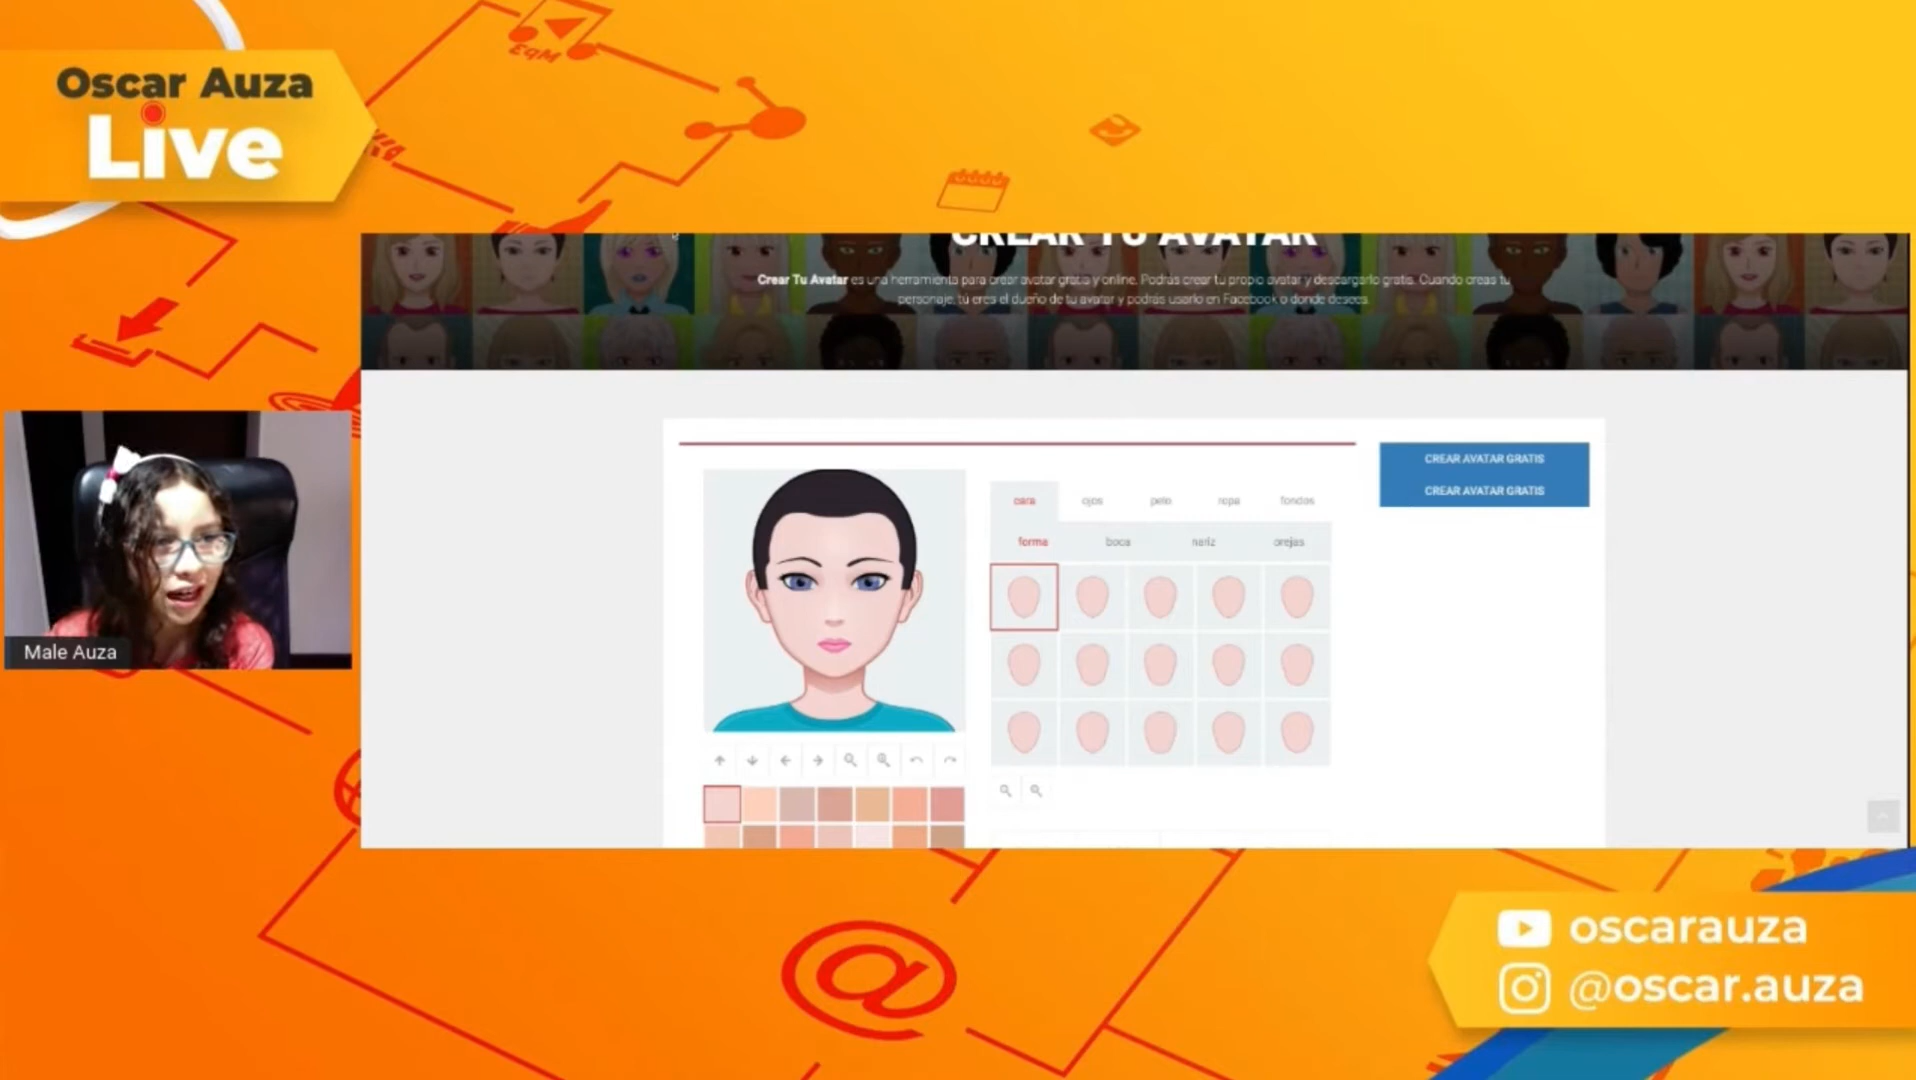 EqM
Oscar Auza
Live
CREAR TU AVATAR
Crear Tu Avatar es una herramienta para crear avatar gratis y online. Podrás crear tu propio avatar y descargarlo gratis. Cuando creas tu
personaje, tú eres el dueño de tu avatar y podrás usarlo en Facebook o donde desees.
CREAR AVATAR GRATIS
CREAR AVATAR GRATIS
cara ojos pelo ropa fondos
forma boca nariz orejas
Male Auza
@
oscarauza
@oscar.auza